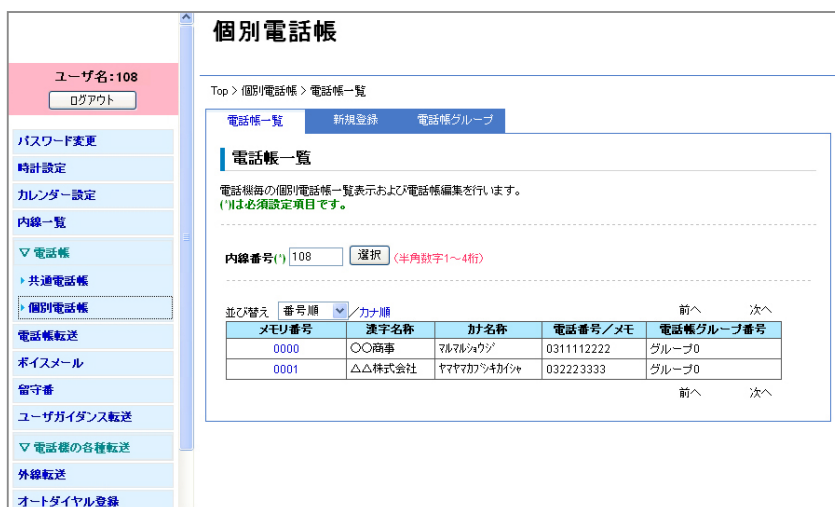 個別電話帳
ユーザ名:108
ログアウト
パスワード変更
時計設定
カレンダー設定
内線一覧
▽ 電話帳
共通電話帳
個別電話帳
電話帳転送
ボイスメール
留守番
ユーザガイダンス転送
▽ 電話機の各種転送
外線転送
オートダイヤル登録
Top > 個別電話帳 > 電話帳一覧
電話帳一覧 新規登録 電話帳グループ
電話帳一覧
電話機毎の個別電話帳一覧表示および電話帳編集を行います。
(*)は必須設定項目です。
内線番号(*) 108 選択 (半角数字1～4桁)
並び替え 番号順 ／カナ順 前へ 次へ
メモリ番号 漢字名称 カナ名称 電話番号／メモ 電話帳グループ番号
0000 〇〇商事 マルマルショウジ 0311112222 グループ0
0001 △△株式会社 ヤマヤマカブシキカイシャ 032223333 グループ0
前へ 次へ